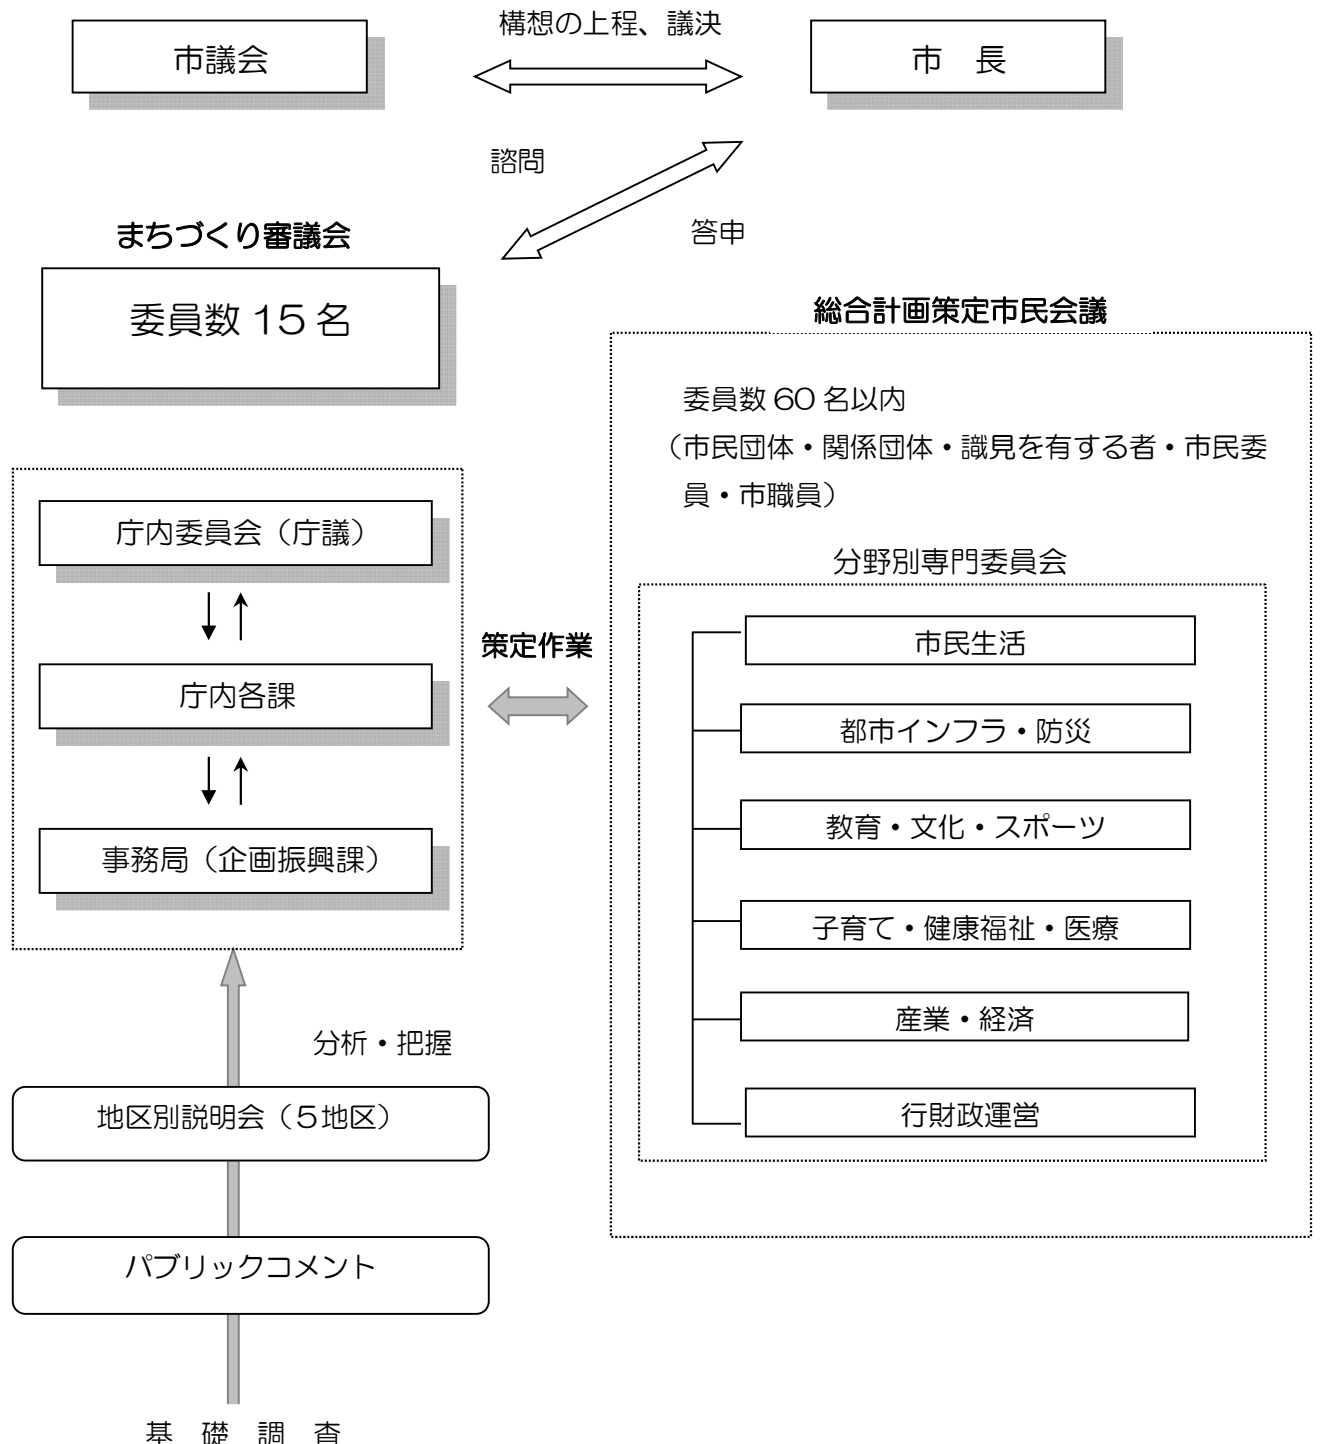 構想の上程、議決
市議会
市　長
諮問
答申
まちづくり審議会
委員数 15 名
総合計画策定市民会議
委員数 60 名以内
（市民団体・関係団体・識見を有する者・市民委
員・市職員）
庁内委員会（庁議）
庁内各課
事務局（企画振興課）
策定作業
分野別専門委員会
市民生活
都市インフラ・防災
教育・文化・スポーツ
子育て・健康福祉・医療
産業・経済
行財政運営
分析・把握
地区別説明会（5地区）
パブリックコメント
基　礎　調　査